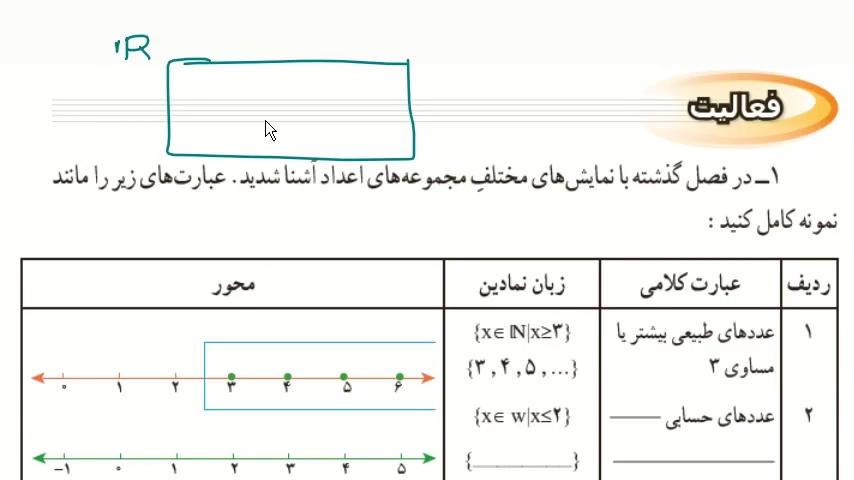 R
فعالیت
۱ــ در فصل گذشته با نمایش‌های مختلفِ مجموعه‌های اعداد آشنا شدید. عبارت‌های زیر را مانند
نمونه کامل کنید :
ردیف عبارت کلامی زبان نمادین محور
۱ عددهای طبیعی بیشتر یا {x∈ ℕ|x≥۳}
مساوی ۳ {۳ , ۴ , ۵ , ...}
۰ ۱ ۲ ۳ ۴ ۵ ۶
۲ عددهای حسابی ______ {x∈ w|x≤۲}
______________ {__________}
−۱ ۰ ۱ ۲ ۳ ۴ ۵